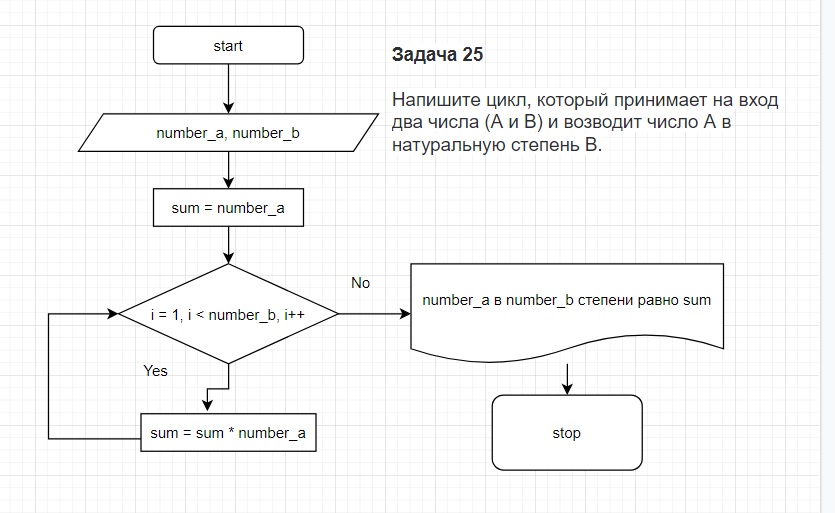 start
Задача 25
Напишите цикл, который принимает на вход
два числа (А и В) и возводит число А в
натуральную степень В.
number_a, number_b
sum = number_a
i = 1, i < number_b, i++
No
number_a в number_b степени равно sum
Yes
sum = sum * number_a
stop